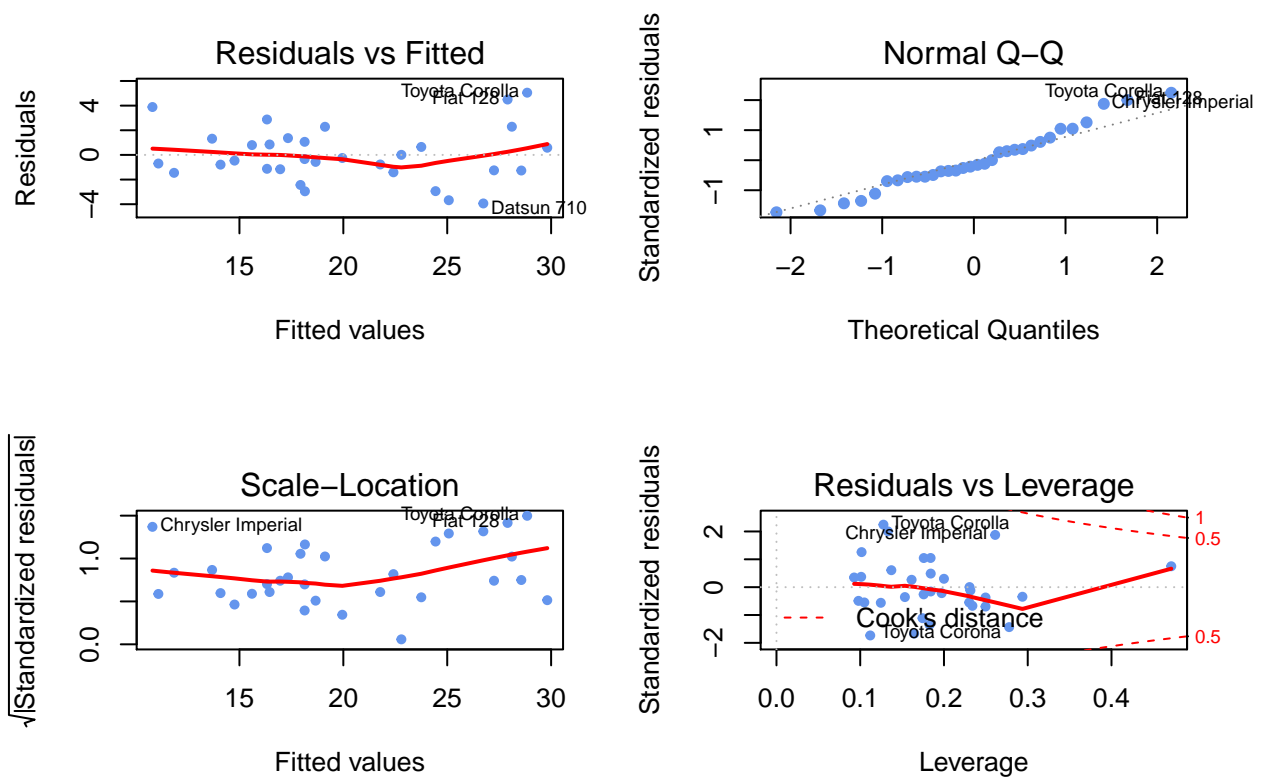 Residuals vs Fitted
Residuals
−4
0
4
Toyota Corolla
Fiat 128
Datsun 710
15
20
25
30
Fitted values
Normal Q−Q
Standardized residuals
−1
1
Toyota Corolla
Fiat 128
Chrysler Imperial
−2
−1
0
1
2
Theoretical Quantiles
Scale−Location
√|Standardized residuals|
0.0
1.0
Chrysler Imperial
Toyota Corolla
Fiat 128
15
20
25
30
Fitted values
Residuals vs Leverage
Standardized residuals
−2
0
2
Toyota Corolla
Chrysler Imperial
Cook's distance
Toyota Corona
1
0.5
0.5
0.0
0.1
0.2
0.3
0.4
Leverage